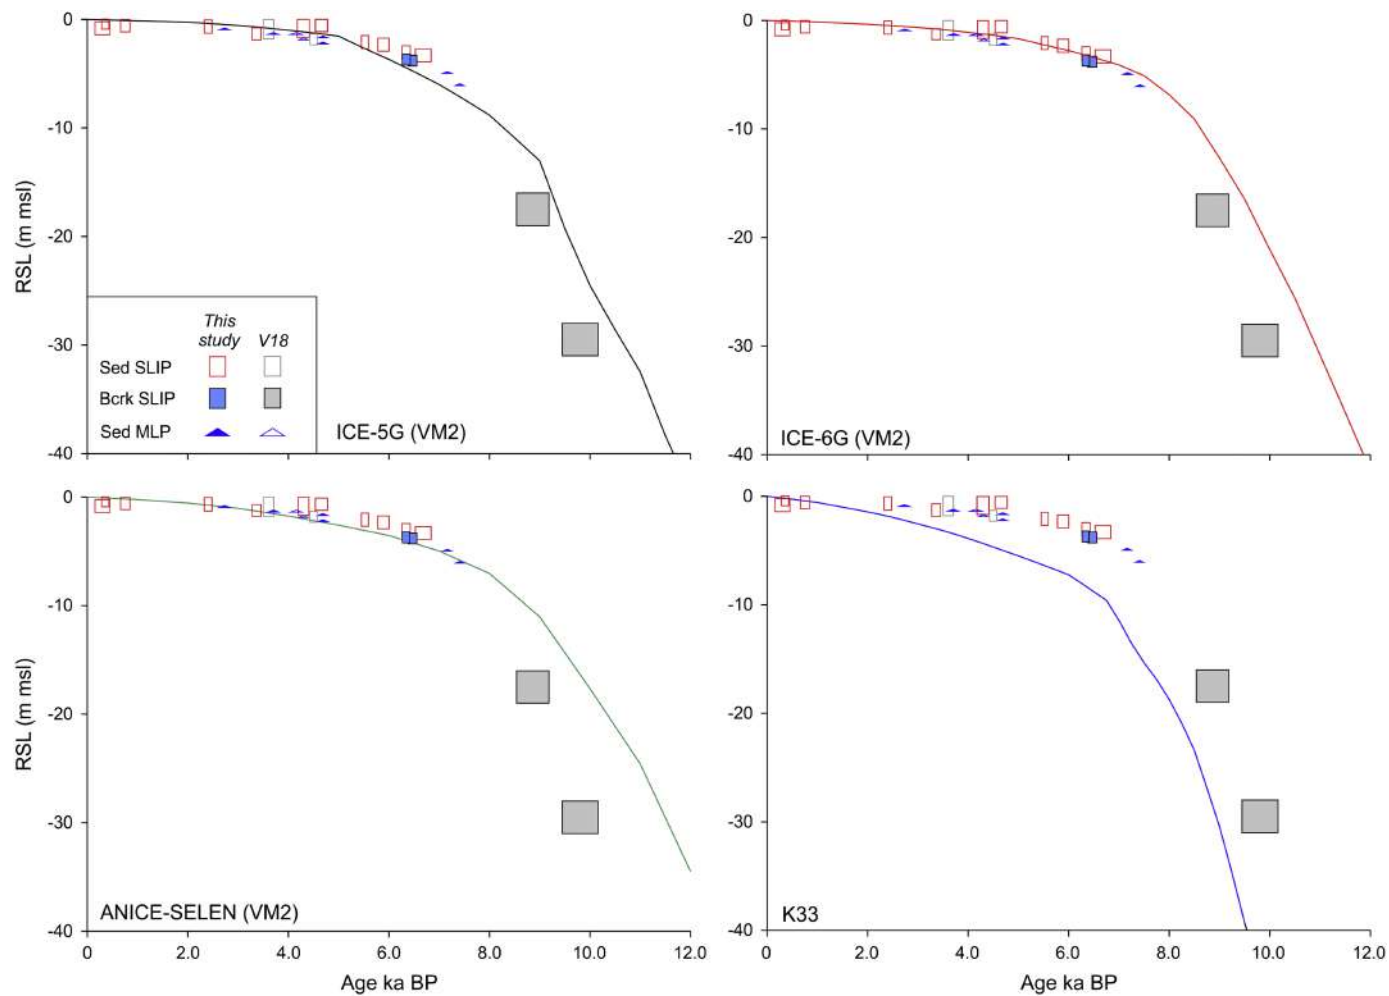 0
-10
-20
-30
-40
RSL (m msl)
This
study
V18
Sed SLIP
Bcrk SLIP
Sed MLP
ICE-5G (VM2)
0
-10
-20
-30
-40
ICE-6G (VM2)
0
-10
-20
-30
-40
RSL (m msl)
ANICE-SELEN (VM2)
0 2.0 4.0 6.0 8.0 10.0 12.0
Age ka BP
0
-10
-20
-30
-40
K33
0 2.0 4.0 6.0 8.0 10.0 12.0
Age ka BP